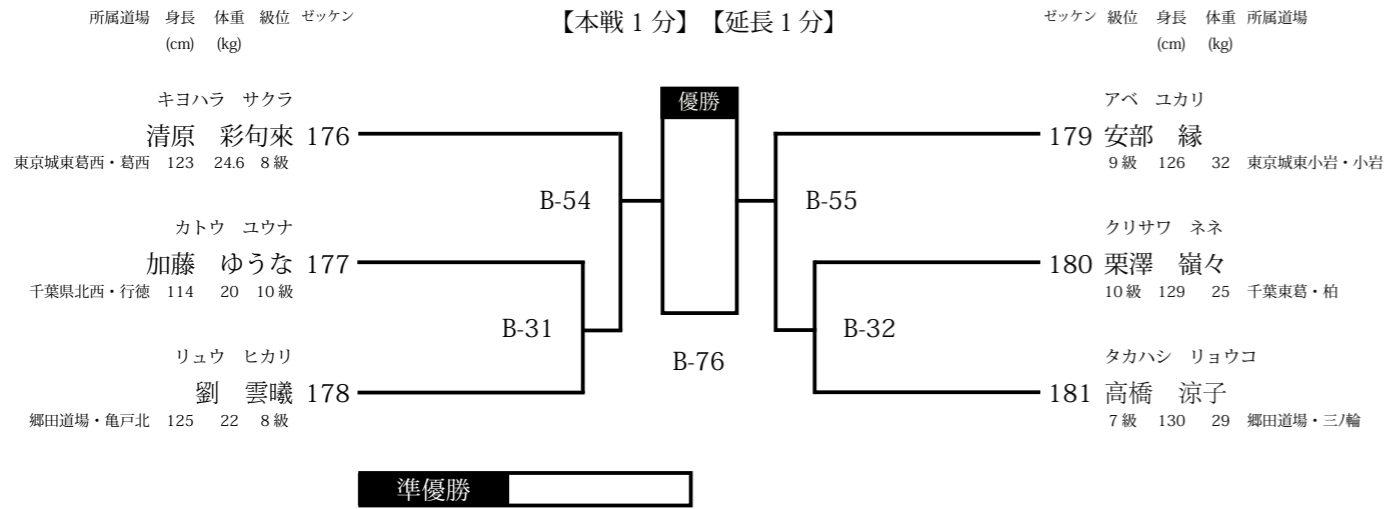 所属道場 身長 体重 級位 ゼッケン
(cm) (kg)
【本戦 1 分】【延長 1 分】
ゼッケン 級位 身長 体重 所属道場
(cm) (kg)
キヨハラ サクラ
清原 彩句來 176
東京城東葛西・葛西 123 24.6 8 級
カトウ ユウナ
加藤 ゆうな 177
千葉県北西・行徳 114 20 10 級
リュウ ヒカリ
劉 雲曦 178
郷田道場・亀戸北 125 22 8 級
B-54
B-31
優勝
B-76
B-55
B-32
アベ ユカリ
179 安部 縁
9 級 126 32 東京城東小岩・小岩
クリサワ ネネ
180 栗澤 嶺々
10 級 129 25 千葉東葛・柏
タカハシ リョウコ
181 高橋 涼子
7 級 130 29 郷田道場・三ノ輪
準優勝